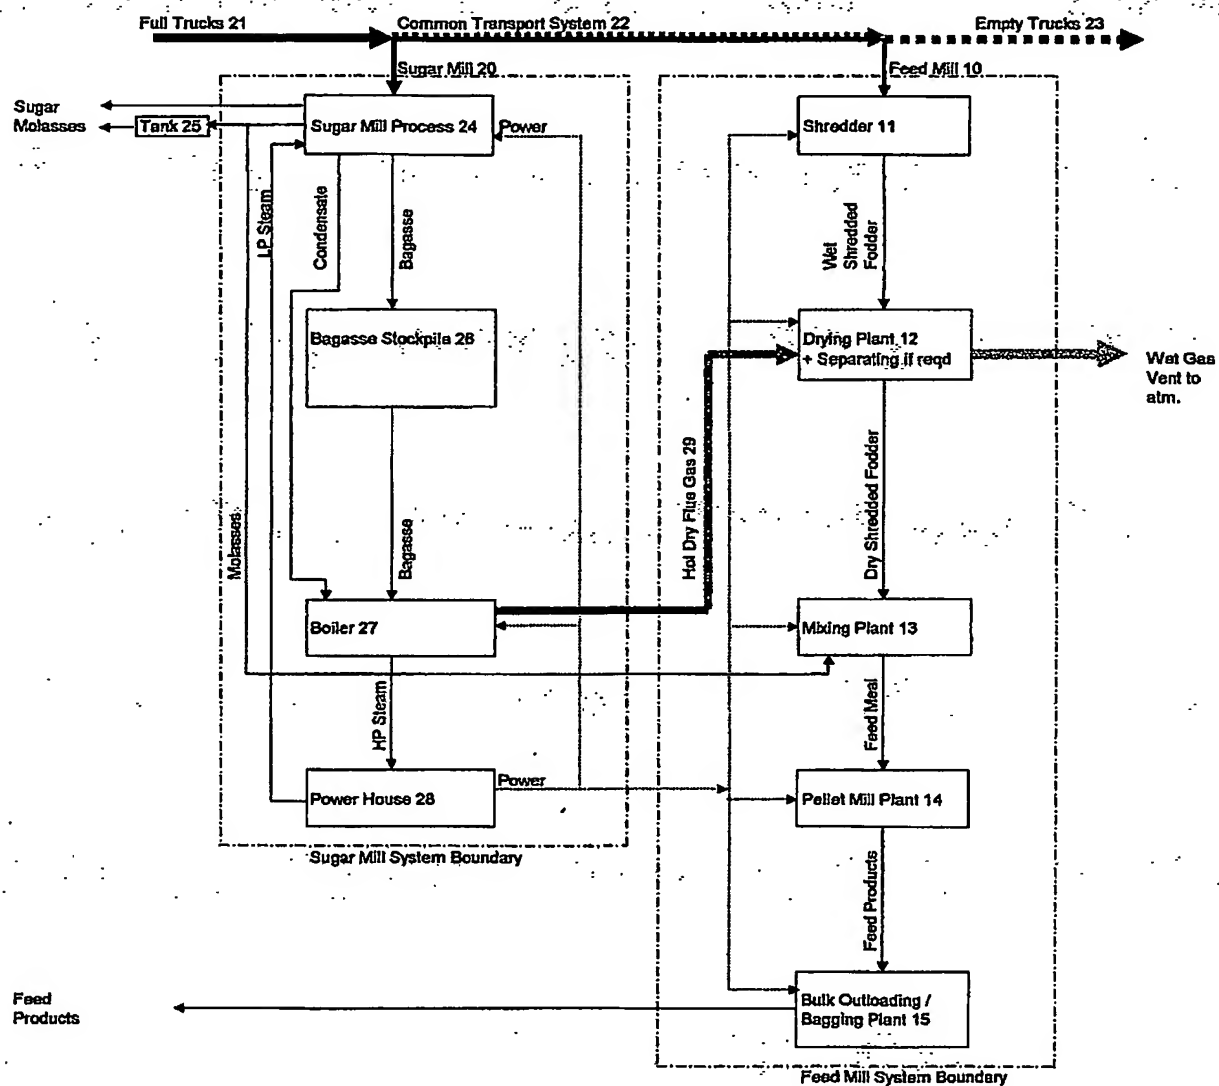 Full Trucks 21
Common Transport System 22
Empty Trucks 23
Sugar Mill 20
Feed Mill 10
Sugar
Molasses
Tank 25
Sugar Mill Process 24
Power
Shredder 11
LP Steam
Condensate
Bagasse
Wet
Shredded
Fodder
Bagasse Stockpile 26
Drying Plant 12
+ Separating if reqd
Wet Gas
Vent to
atm.
Hot Dry Flue Gas 29
Molasses
Bagasse
Dry Shredded Fodder
Boiler 27
Mixing Plant 13
HP Steam
Feed Meal
Power House 28
Power
Pellet Mill Plant 14
Sugar Mill System Boundary
Feed Products
Feed
Products
Bulk Outloading /
Bagging Plant 15
Feed Mill System Boundary